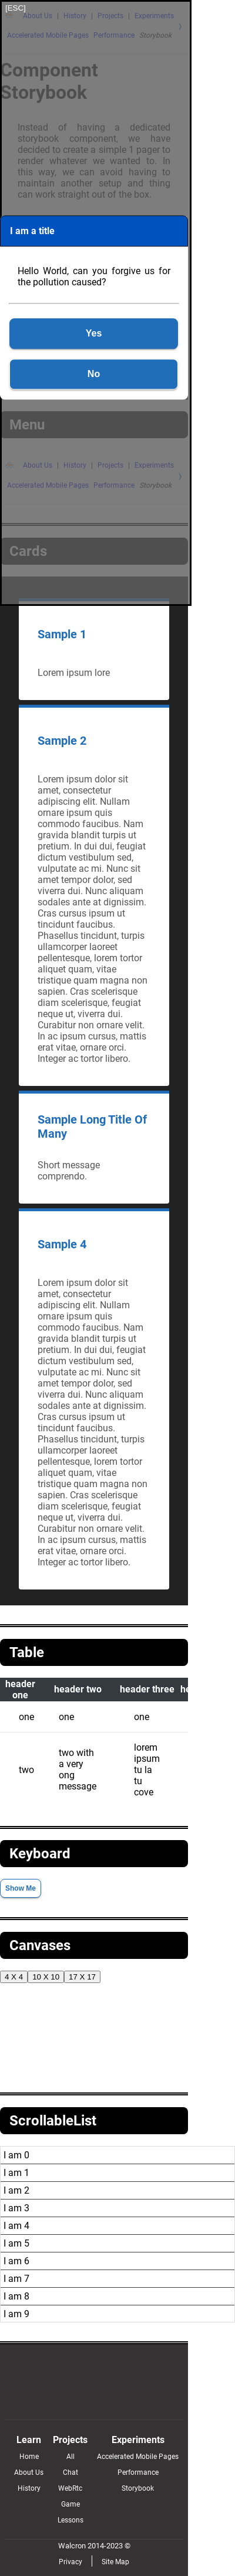 [ESC]
About Us | History | Projects | Experiments
Accelerated Mobile Pages Performance Storybook
Component
Storybook
Instead of having a dedicated
storybook component, we have
decided to create a simple 1 pager to
render whatever we wanted to. In
this way, we can avoid having to
maintain another setup and thing
can work straight out of the box.
I am a title
Hello World, can you forgive us for
the pollution caused?
Yes
No
Menu
About Us | History | Projects | Experiments
Accelerated Mobile Pages Performance Storybook
Cards
Sample 1
Lorem ipsum lore
Sample 2
Lorem ipsum dolor sit
amet, consectetur
adipiscing elit. Nullam
ornare ipsum quis
commodo faucibus. Nam
gravida blandit turpis ut
pretium. In dui dui, feugiat
dictum vestibulum sed,
vulputate ac mi. Nunc sit
amet tempor dolor, sed
viverra dui. Nunc aliquam
sodales ante at dignissim.
Cras cursus ipsum ut
tincidunt faucibus.
Phasellus tincidunt, turpis
ullamcorper laoreet
pellentesque, lorem tortor
aliquet quam, vitae
tristique quam magna non
sapien. Cras scelerisque
diam scelerisque, feugiat
neque ut, viverra dui.
Curabitur non ornare velit.
In ac ipsum cursus, mattis
erat vitae, ornare orci.
Integer ac tortor libero.
Sample Long Title Of
Many
Short message
comprendo.
Sample 4
Lorem ipsum dolor sit
amet, consectetur
adipiscing elit. Nullam
ornare ipsum quis
commodo faucibus. Nam
gravida blandit turpis ut
pretium. In dui dui, feugiat
dictum vestibulum sed,
vulputate ac mi. Nunc sit
amet tempor dolor, sed
viverra dui. Nunc aliquam
sodales ante at dignissim.
Cras cursus ipsum ut
tincidunt faucibus.
Phasellus tincidunt, turpis
ullamcorper laoreet
pellentesque, lorem tortor
aliquet quam, vitae
tristique quam magna non
sapien. Cras scelerisque
diam scelerisque, feugiat
neque ut, viverra dui.
Curabitur non ornare velit.
In ac ipsum cursus, mattis
erat vitae, ornare orci.
Integer ac tortor libero.
Table
header one header two header three
one one one
two two with a very ong message lorem ipsum tu la tu cove
Keyboard
Show Me
Canvases
4 X 4 10 X 10 17 X 17
ScrollableList
I am 0
I am 1
I am 2
I am 3
I am 4
I am 5
I am 6
I am 7
I am 8
I am 9
Learn Projects Experiments
Home All Accelerated Mobile Pages
About Us Chat Performance
History WebRtc Storybook
Game
Lessons
Walcron 2014-2023 ©
Privacy Site Map